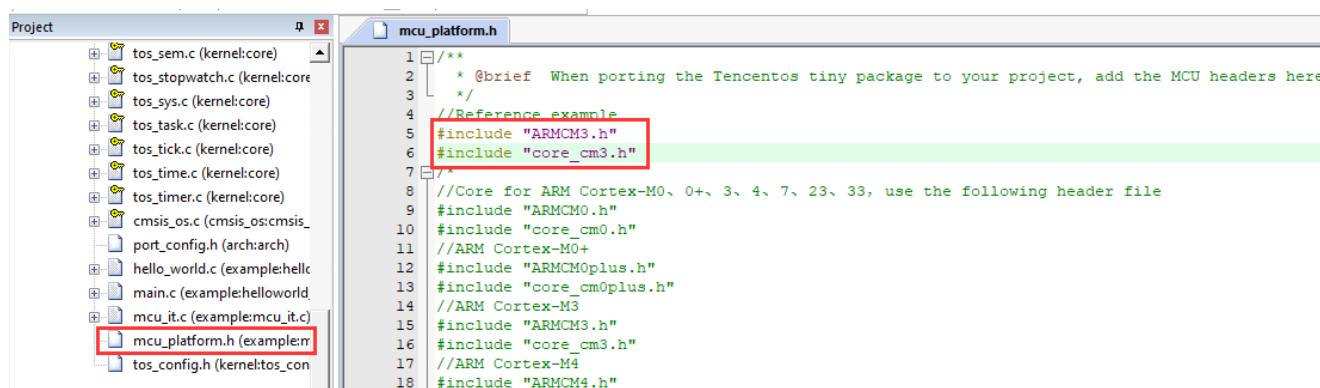 Project
tos_sem.c (kernel:core)
tos_stopwatch.c (kernel:core
tos_sys.c (kernel:core)
tos_task.c (kernel:core)
tos_tick.c (kernel:core)
tos_time.c (kernel:core)
tos_timer.c (kernel:core)
cmsis_os.c (cmsis_os:cmsis_
port_config.h (arch:arch)
hello_world.c (example:hellc
main.c (example:helloworld_
mcu_it.c (example:mcu_it.c)
mcu_platform.h (example:m
tos_config.h (kernel:tos_con
mcu_platform.h
1 /**
2 * @brief When porting the Tencentos tiny package to your project, add the MCU headers here
3 */
4 //Reference example
5 #include "ARMCM3.h"
6 #include "core_cm3.h"
7 /*
8 //Core for ARM Cortex-M0、0+、3、4、7、23、33，use the following header file
9 #include "ARMCM0.h"
10 #include "core_cm0.h"
11 //ARM Cortex-M0+
12 #include "ARMCM0plus.h"
13 #include "core_cm0plus.h"
14 //ARM Cortex-M3
15 #include "ARMCM3.h"
16 #include "core_cm3.h"
17 //ARM Cortex-M4
18 #include "ARMCM4.h"